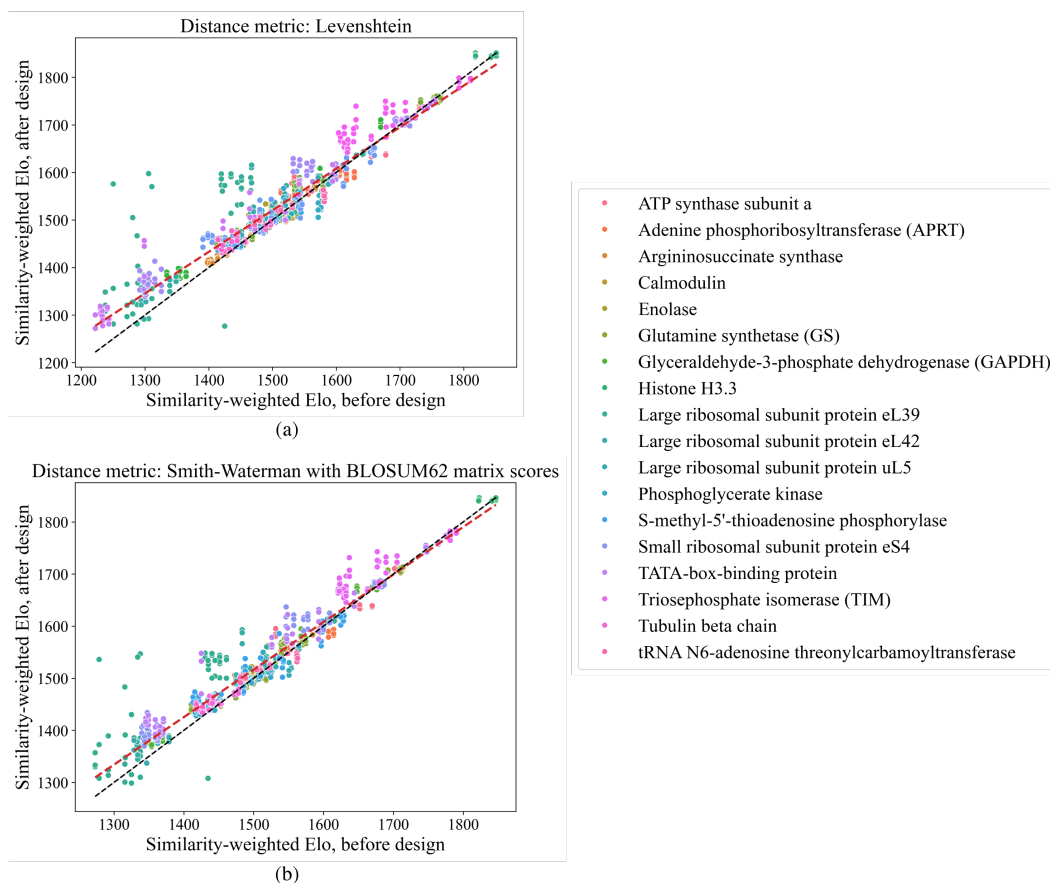 Distance metric: Levenshtein
Similarity-weighted Elo, after design
1800
1700
1600
1500
1400
1300
1200
1200 1300 1400 1500 1600 1700 1800
Similarity-weighted Elo, before design
(a)
Distance metric: Smith-Waterman with BLOSUM62 matrix scores
Similarity-weighted Elo, after design
1800
1700
1600
1500
1400
1300
1300 1400 1500 1600 1700 1800
Similarity-weighted Elo, before design
(b)
ATP synthase subunit a
Adenine phosphoribosyltransferase (APRT)
Argininosuccinate synthase
Calmodulin
Enolase
Glutamine synthetase (GS)
Glyceraldehyde-3-phosphate dehydrogenase (GAPDH)
Histone H3.3
Large ribosomal subunit protein eL39
Large ribosomal subunit protein eL42
Large ribosomal subunit protein uL5
Phosphoglycerate kinase
S-methyl-5'-thioadenosine phosphorylase
Small ribosomal subunit protein eS4
TATA-box-binding protein
Triosephosphate isomerase (TIM)
Tubulin beta chain
tRNA N6-adenosine threonylcarbamoyltransferase